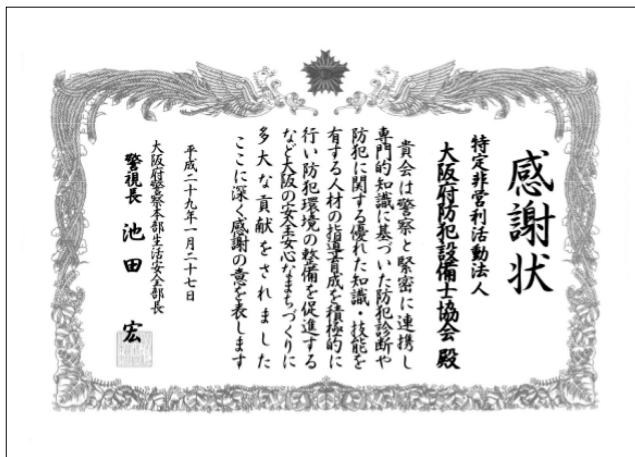 感謝状
特定非営利活動法人
大阪府防犯設備士協会 殿
貴会は警察と緊密に連携し
専門的知識に基づいた防犯診断や
防犯に関する優れた知識・技能を
有する人材の指導育成を積極的に
行い防犯環境の整備を促進する
など大阪の安全安心なまちづくりに
多大な貢献をされました
ここに深く感謝の意を表します
平成二十九年一月二十七日
大阪府警察本部生活安全部長
警視長 池田 宏